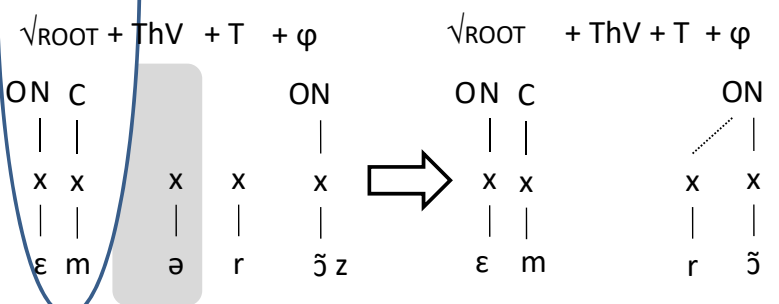 √ROOT + ThV + T + φ √ROOT + ThV + T + φ
ON C ON ON C ON
x x x x x x x x x
ɛ m ə r ɔ̃ z ɛ m r ɔ̃